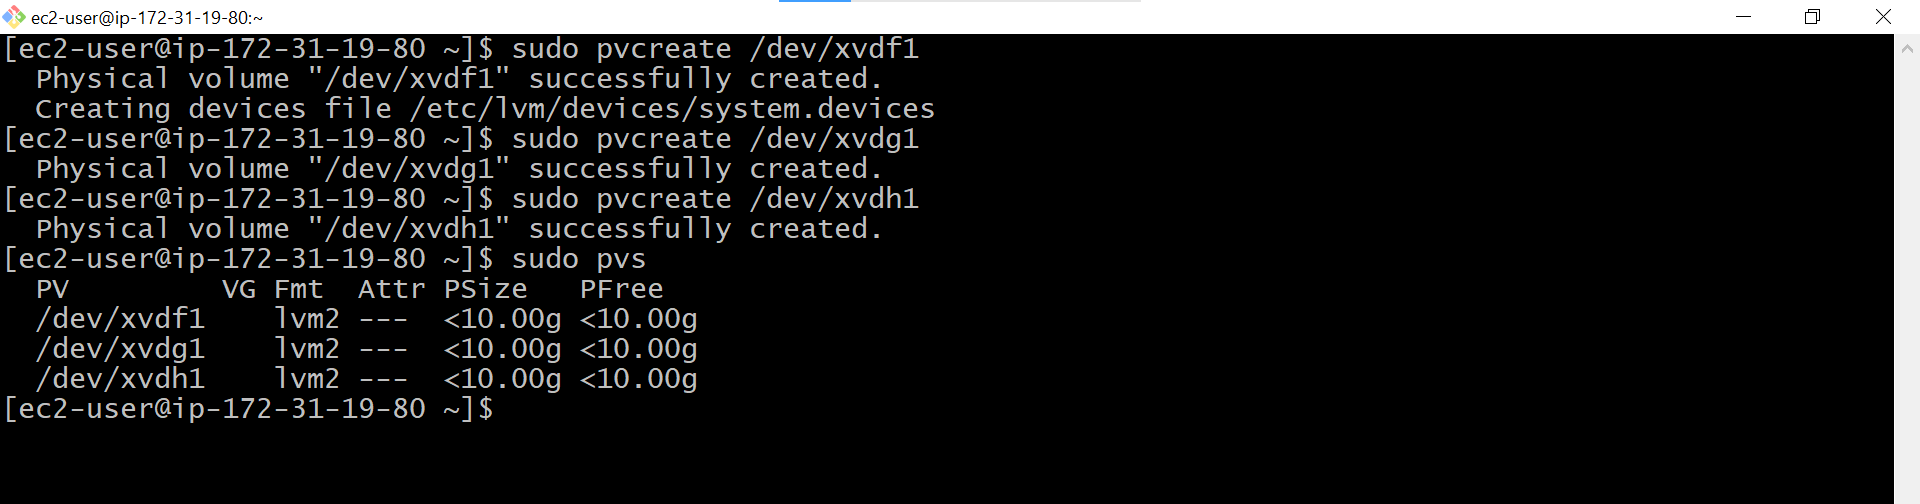 ec2-user@ip-172-31-19-80:~
[ec2-user@ip-172-31-19-80 ~]$ sudo pvcreate /dev/xvdf1
  Physical volume "/dev/xvdf1" successfully created.
  Creating devices file /etc/lvm/devices/system.devices
[ec2-user@ip-172-31-19-80 ~]$ sudo pvcreate /dev/xvdg1
  Physical volume "/dev/xvdg1" successfully created.
[ec2-user@ip-172-31-19-80 ~]$ sudo pvcreate /dev/xvdh1
  Physical volume "/dev/xvdh1" successfully created.
[ec2-user@ip-172-31-19-80 ~]$ sudo pvs
  PV         VG Fmt  Attr PSize   PFree
  /dev/xvdf1    lvm2 ---  <10.00g <10.00g
  /dev/xvdg1    lvm2 ---  <10.00g <10.00g
  /dev/xvdh1    lvm2 ---  <10.00g <10.00g
[ec2-user@ip-172-31-19-80 ~]$